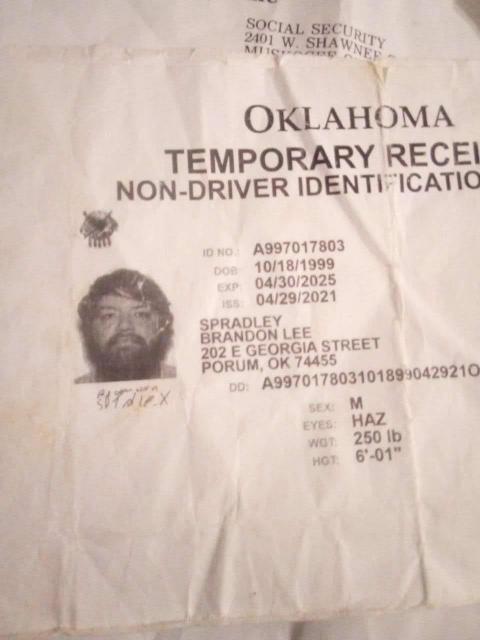 SOCIAL SECURITY
2401 W. SHAWNEE
OKLAHOMA
TEMPORARY RECEI
NON-DRIVER IDENTIFICATIO
ID NO.: A997017803
DOB: 10/18/1999
EXP: 04/30/2025
ISS: 04/29/2021
SPRADLEY
BRANDON LEE
202 E GEORGIA STREET
PORUM, OK 74455
DD: A9970178031018990429210
SEX: M
EYES: HAZ
WGT: 250 lb
HGT: 6'-01"